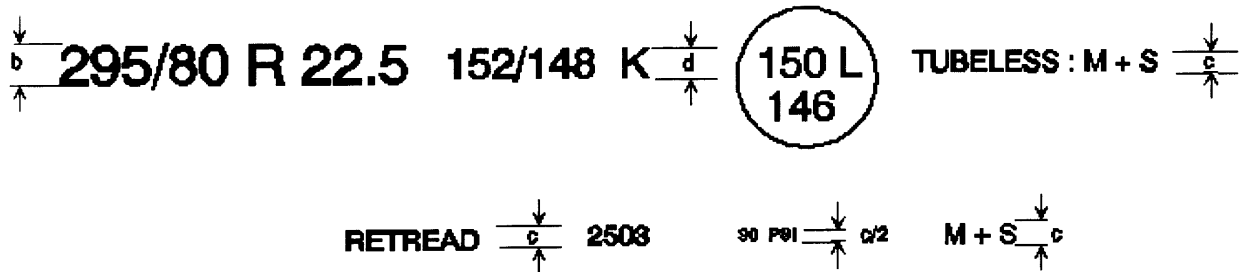 b 295/80 R 22.5 152/148 K d 150 L TUBELESS : M + S c
146
RETREAD c 2503 90 PSI c/2 M + S c